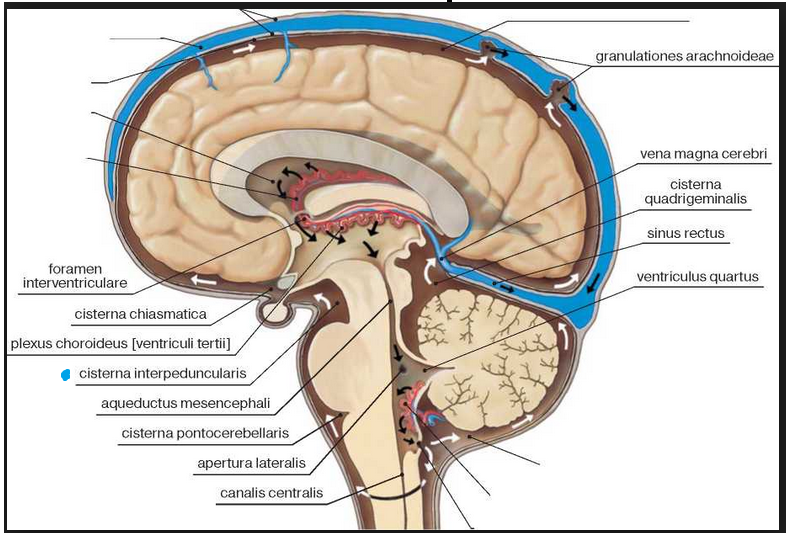 granulationes arachnoideae
vena magna cerebri
cisterna
quadrigeminalis
sinus rectus
ventriculus quartus
foramen
interventriculare
cisterna chiasmatica
plexus choroideus [ventriculi tertii]
cisterna interpeduncularis
aqueductus mesencephali
cisterna pontocerebellaris
apertura lateralis
canalis centralis